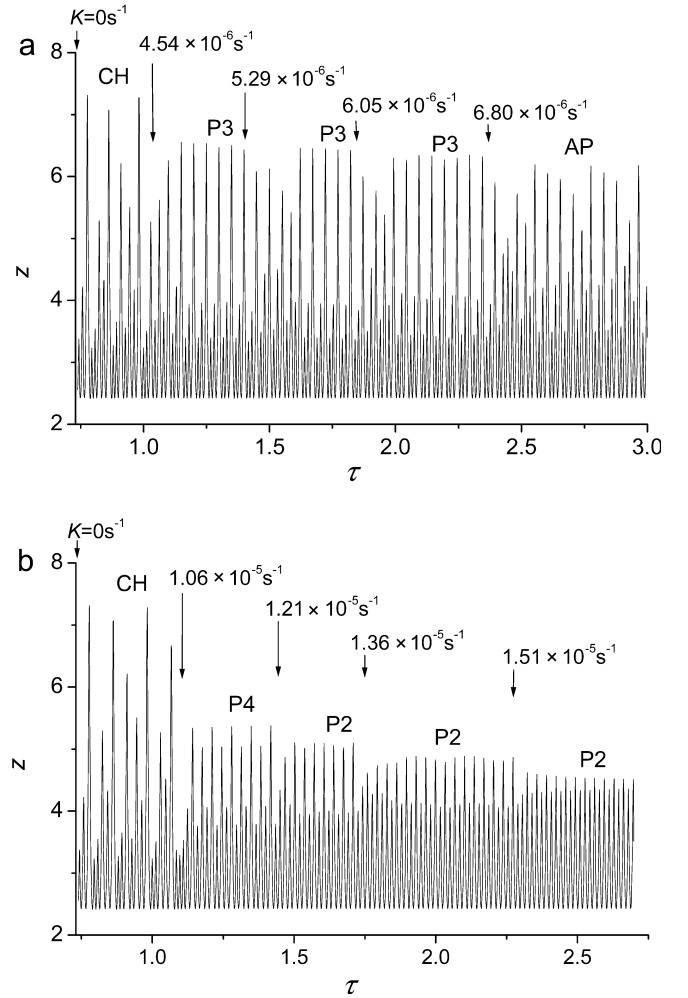 K=0s⁻¹
a
8
4.54 × 10⁻⁶s⁻¹
CH
5.29 × 10⁻⁶s⁻¹
6.05 × 10⁻⁶s⁻¹
6.80 × 10⁻⁶s⁻¹
P3
P3
P3
AP
6
z
4
2
1.0 1.5 2.0 2.5 3.0
τ
K=0s⁻¹
b
8
CH
1.06 × 10⁻⁵s⁻¹
1.21 × 10⁻⁵s⁻¹
1.36 × 10⁻⁵s⁻¹
1.51 × 10⁻⁵s⁻¹
6
P4
P2
P2
P2
z
4
2
1.0 1.5 2.0 2.5
τ